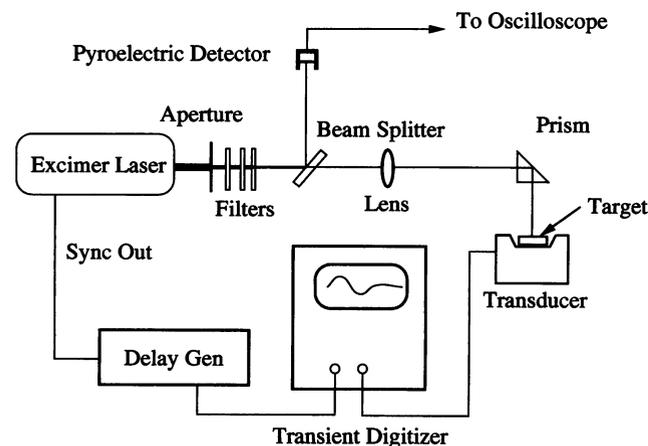 To Oscilloscope
Pyroelectric Detector
Aperture
Beam Splitter
Prism
Excimer Laser
Filters
Lens
Target
Sync Out
Transducer
Delay Gen
Transient Digitizer